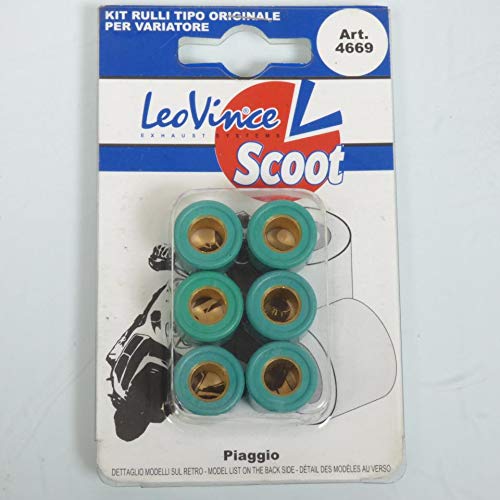 KIT RULLI TIPO ORIGINALE
PER VARIATORE
Art.
4669
LeoVince® L
EXHAUST SYSTEMS
Scoot
Piaggio
DETTAGLIO MODELLI SUL RETRO - MODEL LIST ON THE BACK SIDE - DÉTAIL DES MODÈLES AU VERSO